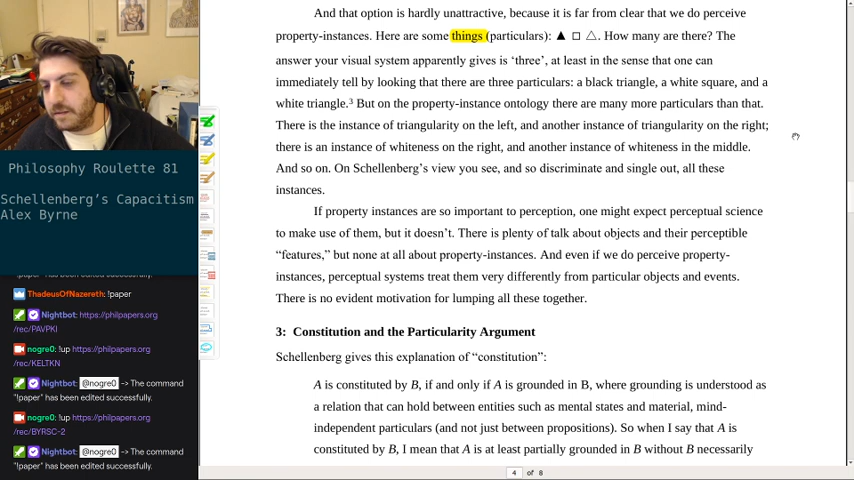 And that option is hardly unattractive, because it is far from clear that we do perceive
property-instances. Here are some things (particulars): ▲ □ △. How many are there? The
answer your visual system apparently gives is ‘three’, at least in the sense that one can
immediately tell by looking that there are three particulars: a black triangle, a white square, and a
white triangle.3 But on the property-instance ontology there are many more particulars than that.
There is the instance of triangularity on the left, and another instance of triangularity on the right;
there is an instance of whiteness on the right, and another instance of whiteness in the middle.
And so on. On Schellenberg’s view you see, and so discriminate and single out, all these
instances.
If property instances are so important to perception, one might expect perceptual science
to make use of them, but it doesn’t. There is plenty of talk about objects and their perceptible
“features,” but none at all about property-instances. And even if we do perceive property-
instances, perceptual systems treat them very differently from particular objects and events.
There is no evident motivation for lumping all these together.
3: Constitution and the Particularity Argument
Schellenberg gives this explanation of “constitution”:
A is constituted by B, if and only if A is grounded in B, where grounding is understood as
a relation that can hold between entities such as mental states and material, mind-
independent particulars (and not just between propositions). So when I say that A is
constituted by B, I mean that A is at least partially grounded in B without B necessarily
4 of 8
Philosophy Roulette 81
Schellenberg’s Capacitism
Alex Byrne
"!paper" has been edited successfully.
ThadeusOfNazereth: !paper
Nightbot: https://philpapers.org
/rec/PAVPKI
nogre0: !up https://philpapers.org
/rec/KELTKN
Nightbot: @nogre0 -> The command
"!paper" has been edited successfully.
nogre0: !up https://philpapers.org
/rec/BYRSC-2
Nightbot: @nogre0 -> The command
"!paper" has been edited successfully.